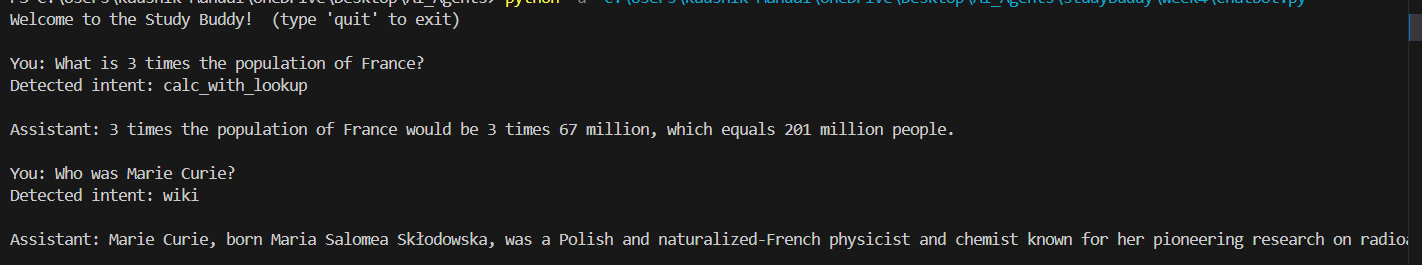 Welcome to the Study Buddy!  (type 'quit' to exit)
You: What is 3 times the population of France?
Detected intent: calc_with_lookup
Assistant: 3 times the population of France would be 3 times 67 million, which equals 201 million people.
You: Who was Marie Curie?
Detected intent: wiki
Assistant: Marie Curie, born Maria Salomea Skłodowska, was a Polish and naturalized-French physicist and chemist known for her pioneering research on